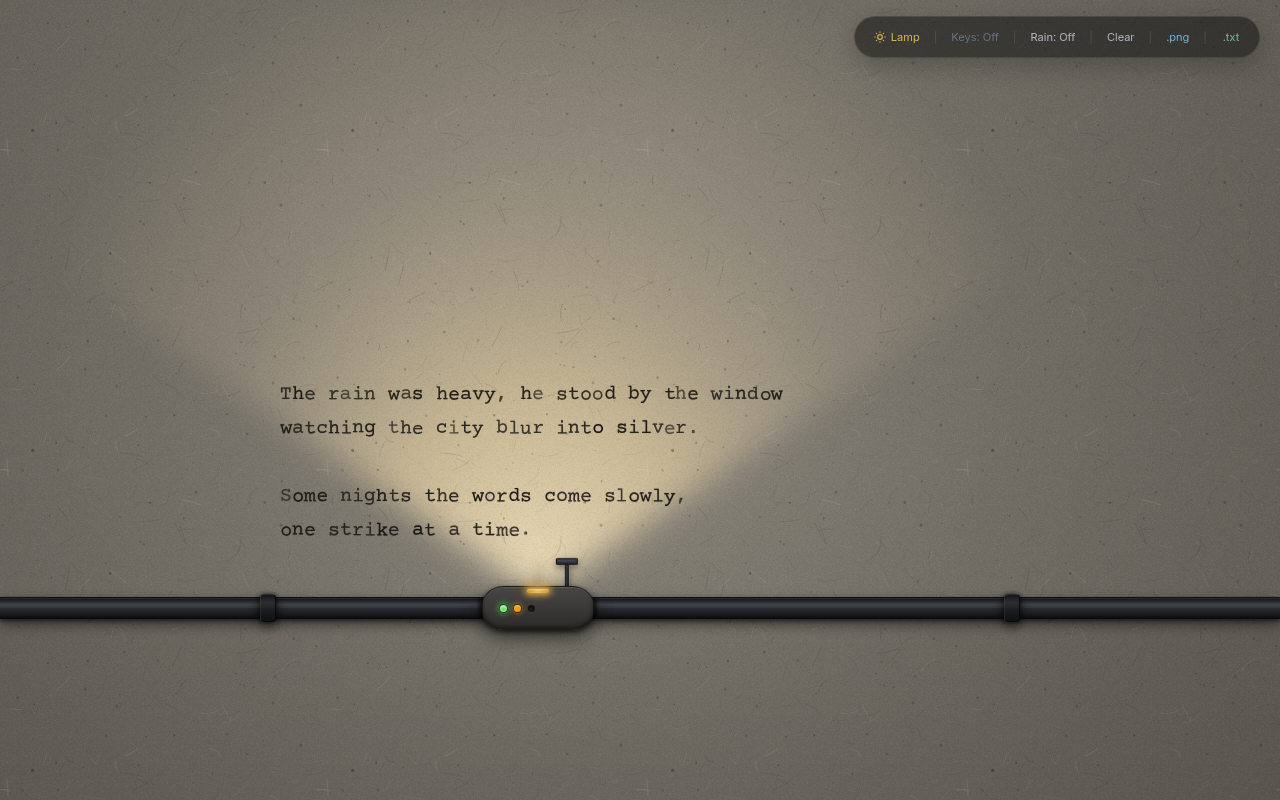 Lamp Keys: Off Rain: Off Clear .png .txt
The rain was heavy, he stood by the window
watching the city blur into silver.
Some nights the words come slowly,
one strike at a time.